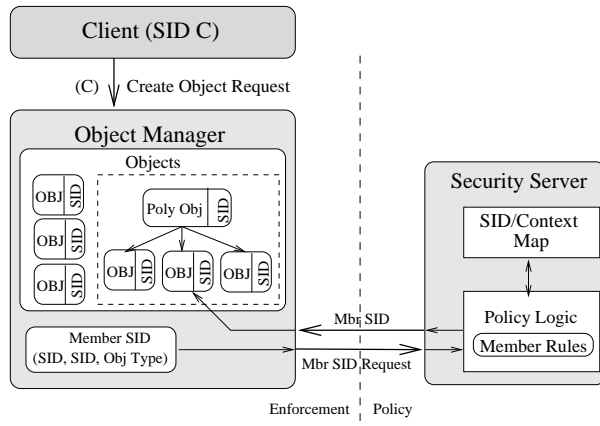 Client (SID C)
(C) Create Object Request
Object Manager
Objects
OBJ SID
OBJ SID
OBJ SID
Poly Obj SID
OBJ SID
OBJ SID
OBJ SID
Member SID
(SID, SID, Obj Type)
Mbr SID
Mbr SID Request
Security Server
SID/Context
Map
Policy Logic
Member Rules
Enforcement
Policy